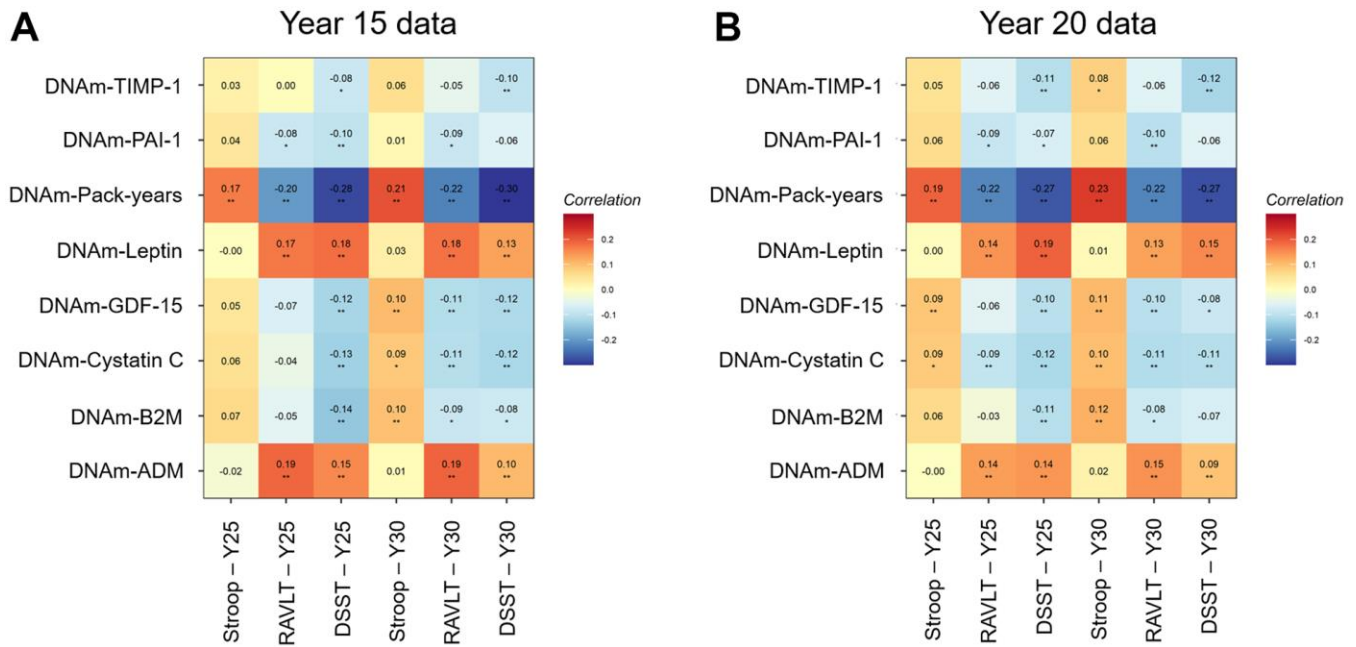 A
Year 15 data
DNAm-TIMP-1
0.03 0.00 -0.08 0.06 -0.05 -0.10
* **
DNAm-PAI-1
0.04 -0.08 -0.10 0.01 -0.09 -0.06
* ** *
DNAm-Pack-years
0.17 -0.20 -0.28 0.21 -0.22 -0.30
** ** ** ** ** **
DNAm-Leptin
-0.00 0.17 0.18 0.03 0.18 0.13
** ** ** **
DNAm-GDF-15
0.05 -0.07 -0.12 0.10 -0.11 -0.12
** ** ** **
DNAm-Cystatin C
0.06 -0.04 -0.13 0.09 -0.11 -0.12
** * ** **
DNAm-B2M
0.07 -0.05 -0.14 0.10 -0.09 -0.08
** ** * *
DNAm-ADM
-0.02 0.19 0.15 0.01 0.19 0.10
** ** ** **
Stroop – Y25
RAVLT – Y25
DSST – Y25
Stroop – Y30
RAVLT – Y30
DSST – Y30
Correlation
0.2
0.1
0.0
-0.1
-0.2
B
Year 20 data
DNAm-TIMP-1
0.05 -0.06 -0.11 0.08 -0.06 -0.12
** * **
DNAm-PAI-1
0.06 -0.09 -0.07 0.06 -0.10 -0.06
* * **
DNAm-Pack-years
0.19 -0.22 -0.27 0.23 -0.22 -0.27
** ** ** ** ** **
DNAm-Leptin
0.00 0.14 0.19 0.01 0.13 0.15
** ** ** **
DNAm-GDF-15
0.09 -0.06 -0.10 0.11 -0.10 -0.08
** ** ** ** *
DNAm-Cystatin C
0.09 -0.09 -0.12 0.10 -0.11 -0.11
* ** ** ** ** **
DNAm-B2M
0.06 -0.03 -0.11 0.12 -0.08 -0.07
** ** *
DNAm-ADM
-0.00 0.14 0.14 0.02 0.15 0.09
** ** ** **
Stroop – Y25
RAVLT – Y25
DSST – Y25
Stroop – Y30
RAVLT – Y30
DSST – Y30
Correlation
0.2
0.1
0.0
-0.1
-0.2